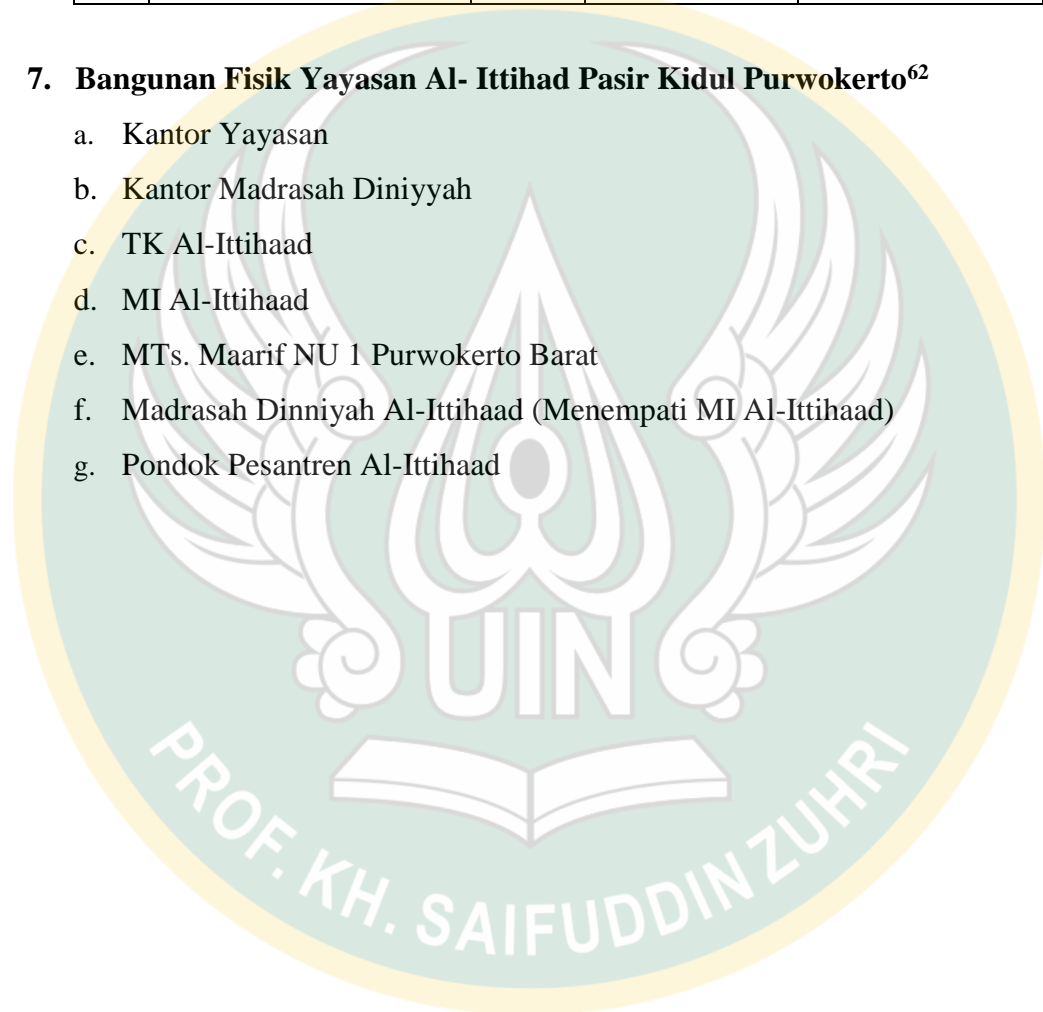 7. Bangunan Fisik Yayasan Al- Ittihad Pasir Kidul Purwokerto62
a. Kantor Yayasan
b. Kantor Madrasah Diniyyah
c. TK Al-Ittihaad
d. MI Al-Ittihaad
e. MTs. Maarif NU 1 Purwokerto Barat
f. Madrasah Dinniyah Al-Ittihaad (Menempati MI Al-Ittihaad)
g. Pondok Pesantren Al-Ittihaad
UIN
PROF. KH. SAIFUDDIN ZUHRI